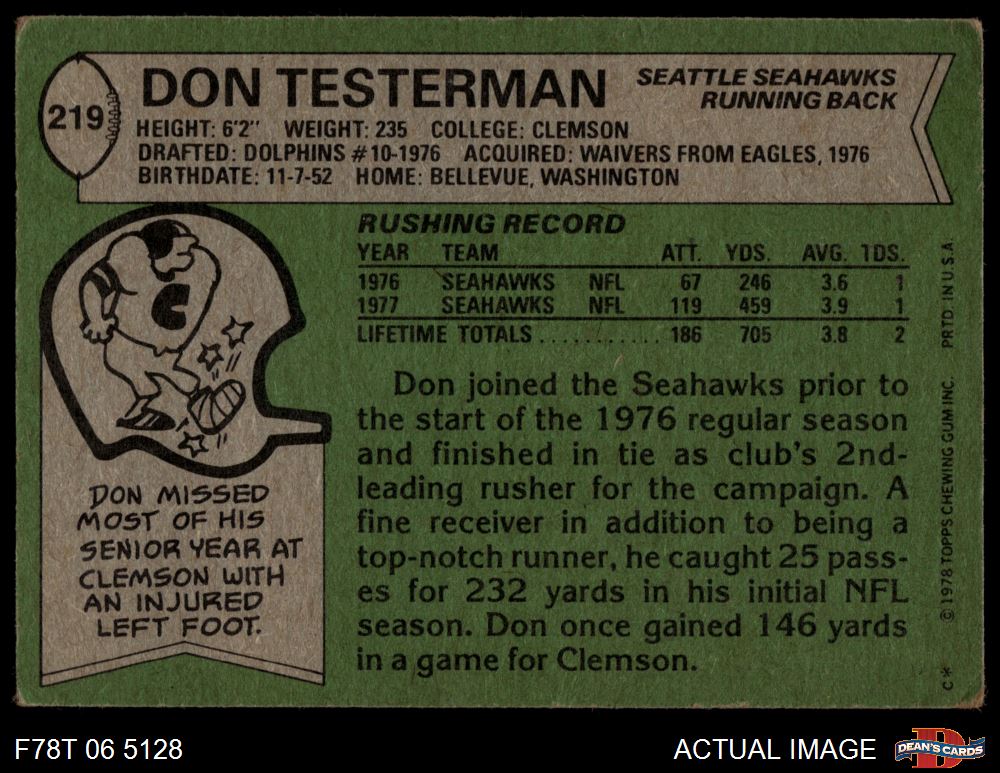 219
DON TESTERMAN
SEATTLE SEAHAWKS
RUNNING BACK
HEIGHT: 6'2" WEIGHT: 235 COLLEGE: CLEMSON
DRAFTED: DOLPHINS #10-1976 ACQUIRED: WAIVERS FROM EAGLES, 1976
BIRTHDATE: 11-7-52 HOME: BELLEVUE, WASHINGTON
RUSHING RECORD
YEAR TEAM ATT. YDS. AVG. TDS.
1976 SEAHAWKS NFL 67 246 3.6 1
1977 SEAHAWKS NFL 119 459 3.9 1
LIFETIME TOTALS ............ 186 705 3.8 2
Don joined the Seahawks prior to
the start of the 1976 regular season
and finished in tie as club's 2nd-
leading rusher for the campaign. A
fine receiver in addition to being a
top-notch runner, he caught 25 pass-
es for 232 yards in his initial NFL
season. Don once gained 146 yards
in a game for Clemson.
C
DON MISSED
MOST OF HIS
SENIOR YEAR AT
CLEMSON WITH
AN INJURED
LEFT FOOT.
C* © 1978 TOPPS CHEWING GUM INC. PRTD. IN U.S.A.
F78T 06 5128
ACTUAL IMAGE
D
DEAN'S CARDS